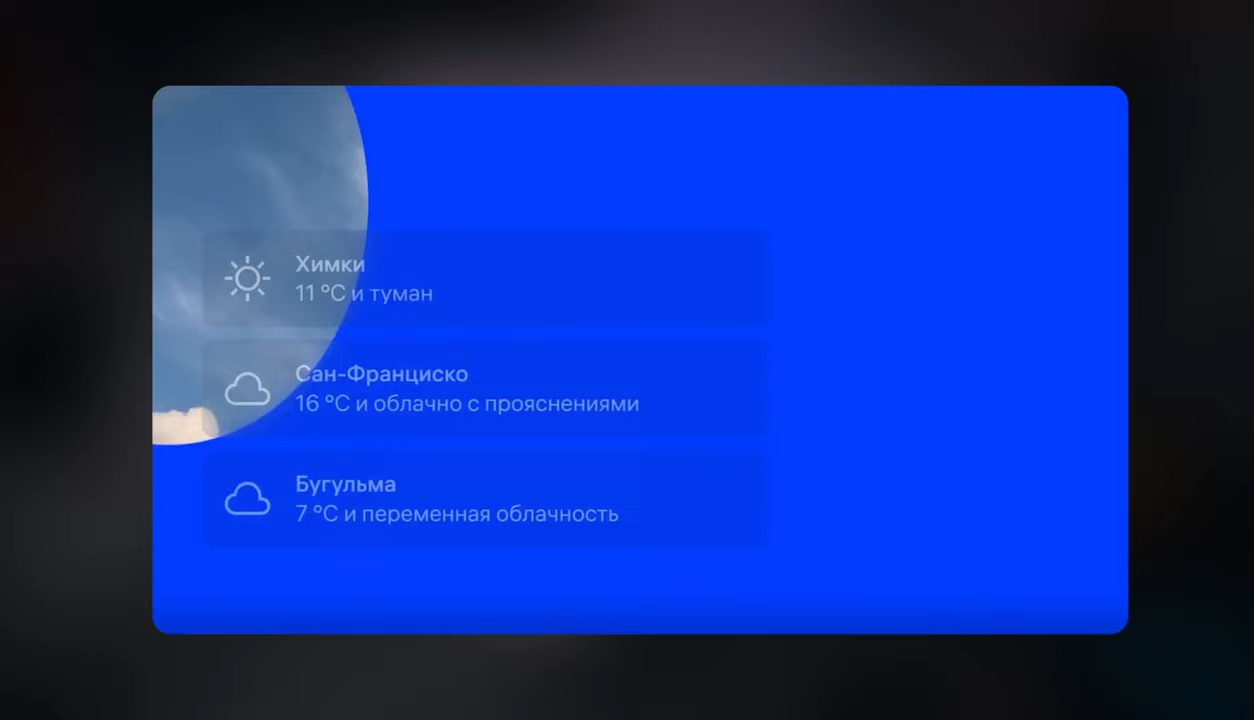 Химки
11 °C и туман
Сан-Франциско
16 °C и облачно с прояснениями
Бугульма
7 °C и переменная облачность